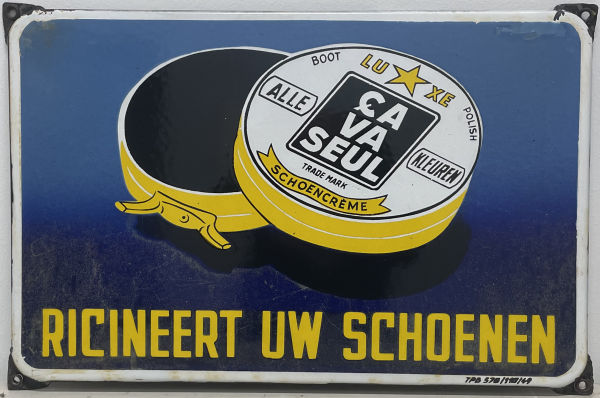 BOOT
LU XE
POLISH
ALLE
ÇA
VA
SEUL
KLEUREN
TRADE MARK
SCHOENCRÈME
RICINEERT UW SCHOENEN